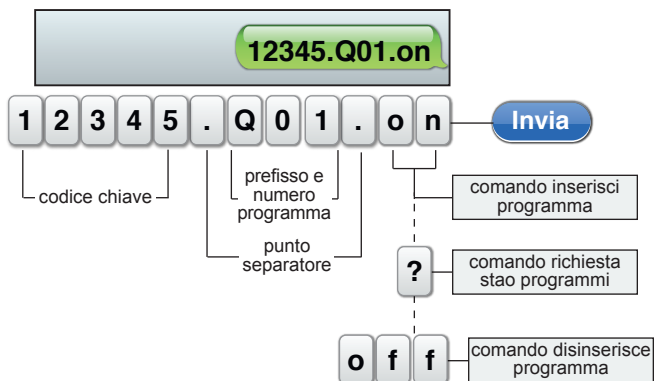 12345.Q01.on
1 2 3 4 5 . Q 0 1 . o n
Invia
codice chiave
prefisso e
numero
programma
punto
separatore
comando inserisci
programma
?
comando richiesta
stao programmi
o f f
comando disinserisce
programma